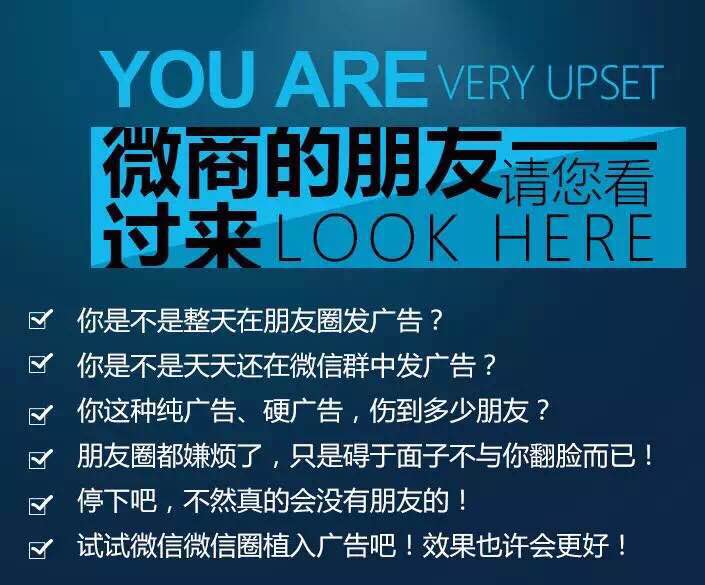 YOU ARE VERY UPSET
微商的朋友——请您看
过来 LOOK HERE
你是不是整天在朋友圈发广告？
你是不是天天还在微信群中发广告？
你这种纯广告、硬广告，伤到多少朋友？
朋友圈都嫌烦了，只是碍于面子不与你翻脸而已！
停下吧，不然真的会没有朋友的！
试试微信微信圈植入广告吧！效果也许会更好！